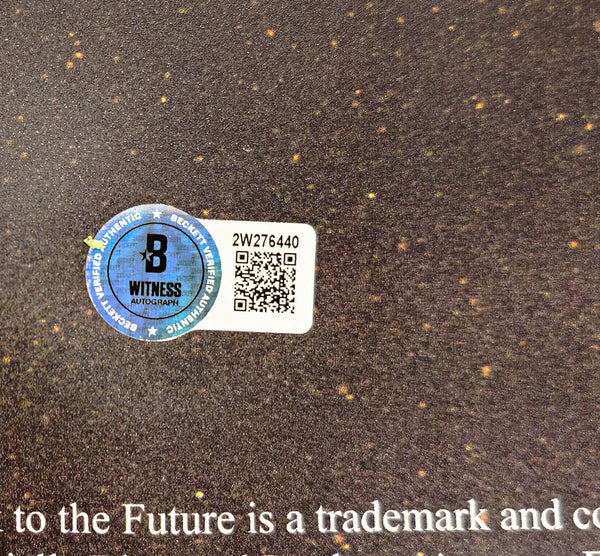 BECKETT VERIFIED AUTHENTIC ★ BECKETT VERIFIED AUTHENTIC ★
B
WITNESS
AUTOGRAPH
2W276440
to the Future is a trademark and co